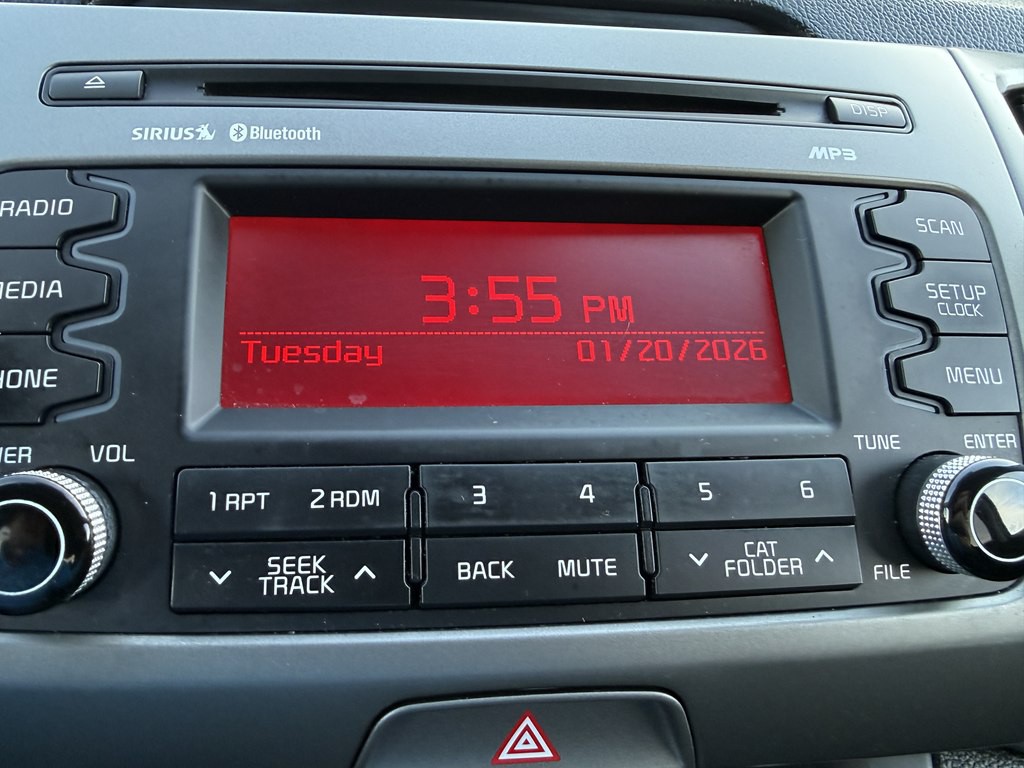 DISP
SIRIUS Bluetooth
MP3
RADIO
SCAN
MEDIA
SETUP
CLOCK
3:55 PM
Tuesday 01/20/2026
MENU
VOL
TUNE
ENTER
1 RPT 2 RDM 3 4 5 6
SEEK
TRACK
BACK MUTE
CAT
FOLDER
FILE